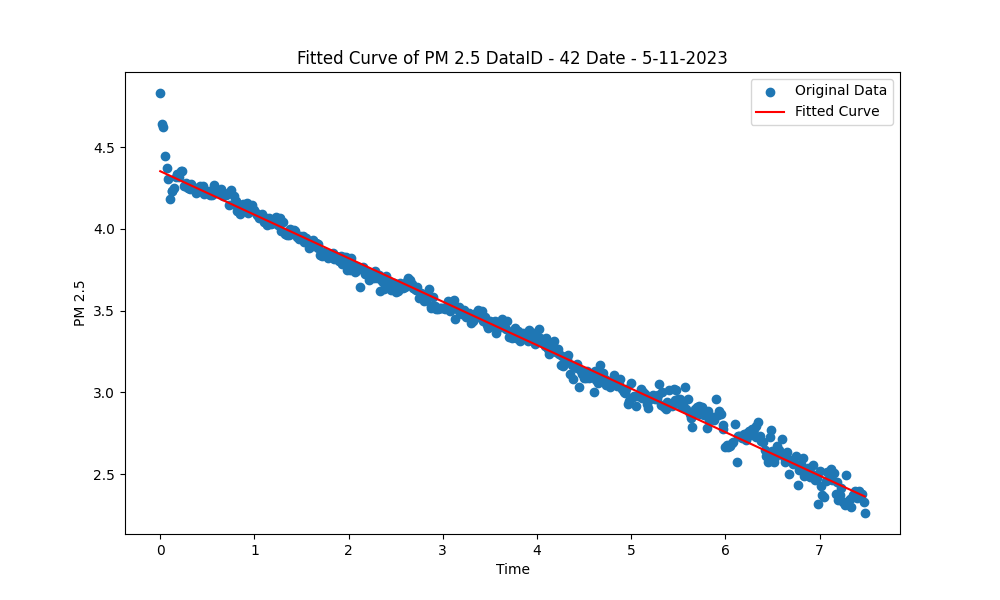 Fitted Curve of PM 2.5 DataID - 42 Date - 5-11-2023
Original Data
Fitted Curve
4.5
4.0
3.5
3.0
2.5
PM 2.5
0 1 2 3 4 5 6 7
Time